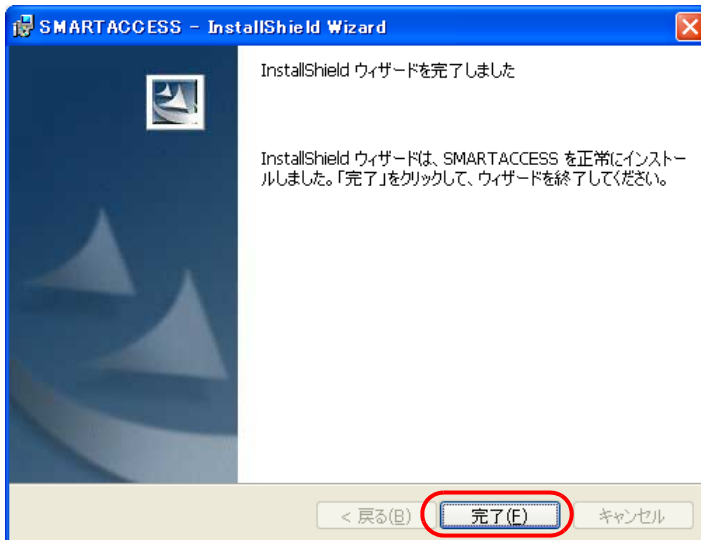 SMARTACCESS - InstallShield Wizard
InstallShield ウィザードを完了しました
InstallShield ウィザードは、SMARTACCESS を正常にインストー
ルしました。「完了」をクリックして、ウィザードを終了してください。
< 戻る(B)
完了(F)
キャンセル